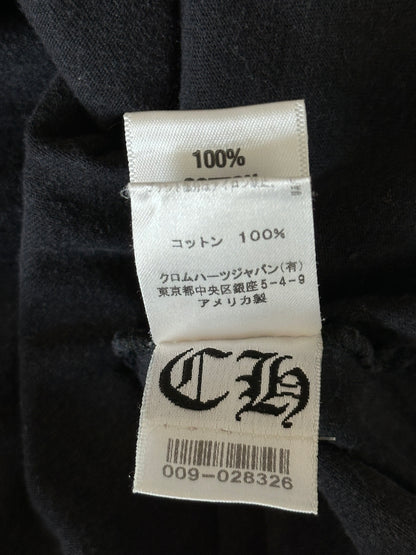 100%
COTTON
コットン 100%
クロムハーツジャパン(有)
東京都中央区銀座5-4-9
アメリカ製
CH
009-028326